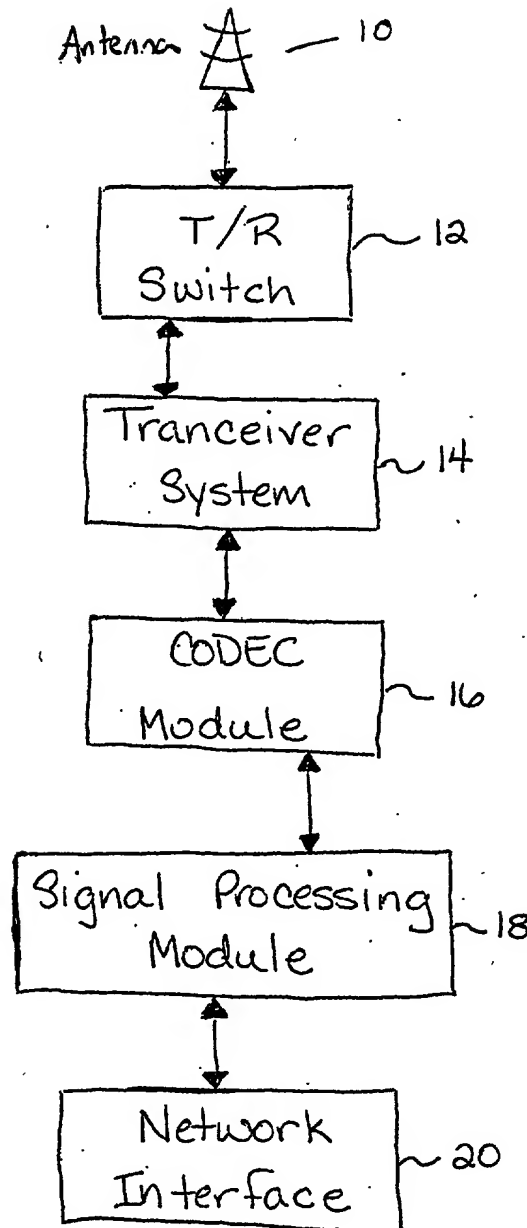 Antenna 10
T/R
Switch
12
Tranceiver
System
14
CODEC
Module
16
Signal Processing
Module
18
Network
Interface
20